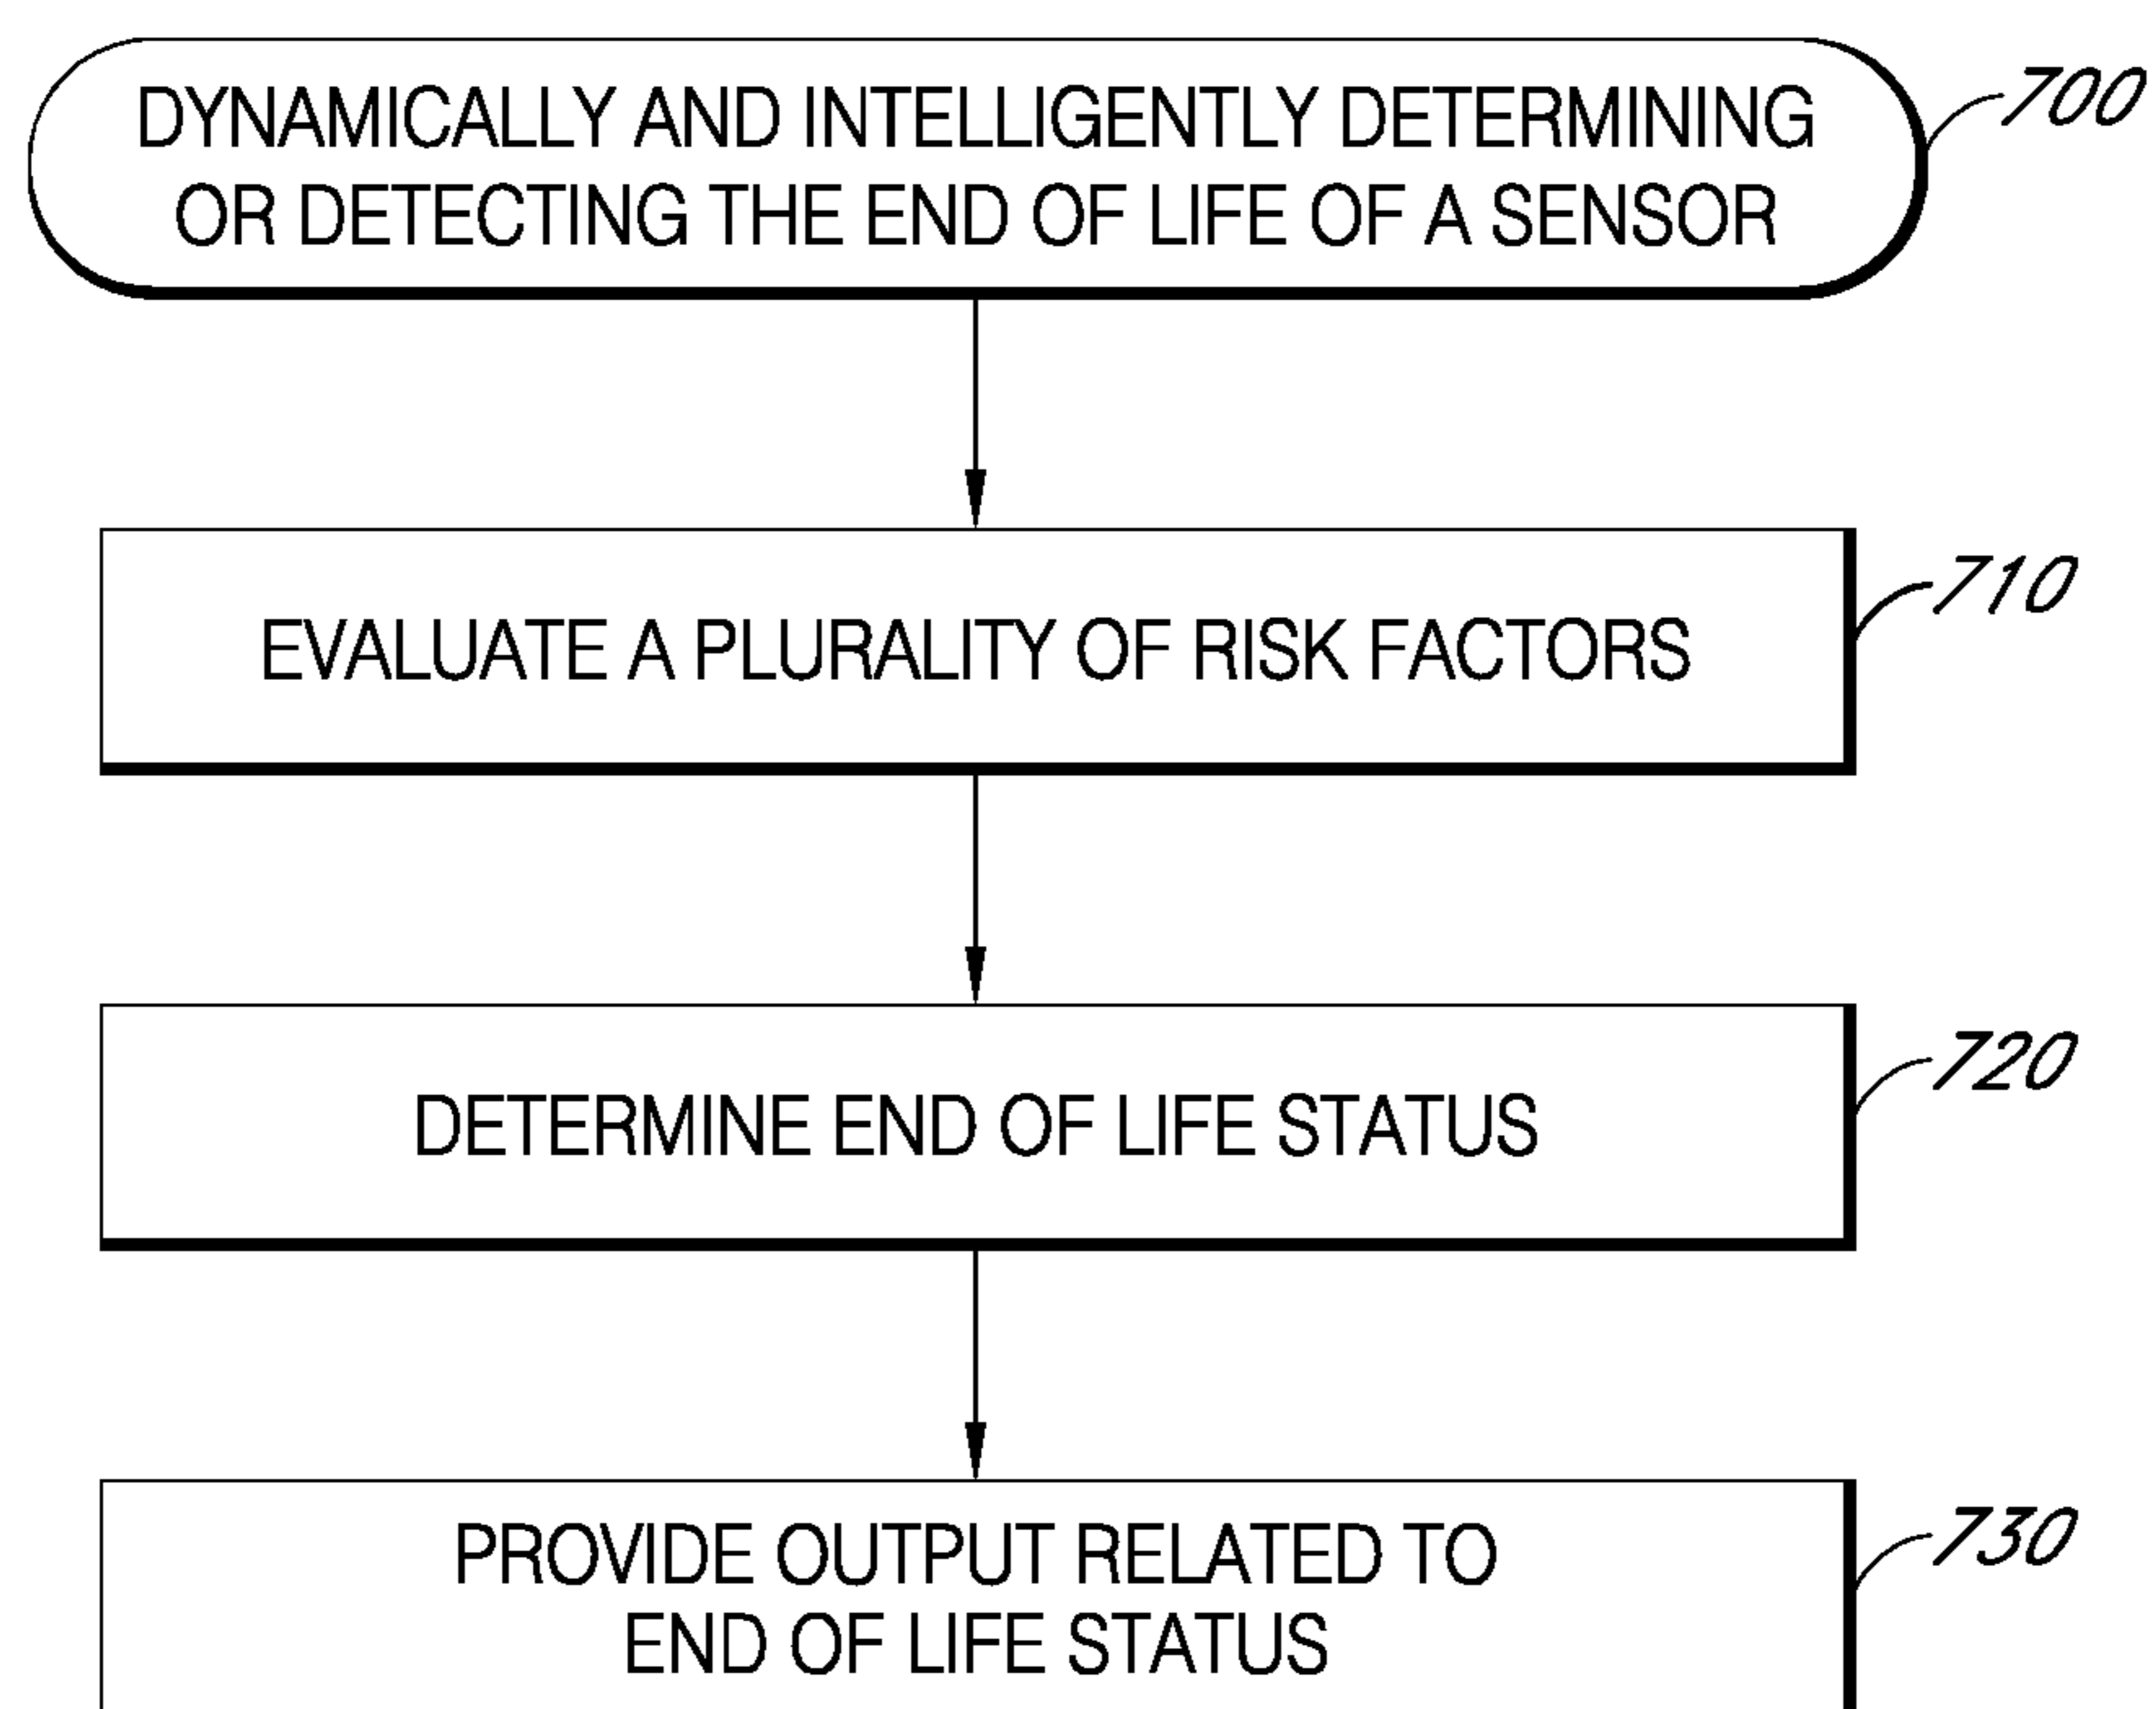 DYNAMICALLY AND INTELLIGENTLY DETERMINING
OR DETECTING THE END OF LIFE OF A SENSOR
700
EVALUATE A PLURALITY OF RISK FACTORS
710
DETERMINE END OF LIFE STATUS
720
PROVIDE OUTPUT RELATED TO
END OF LIFE STATUS
730